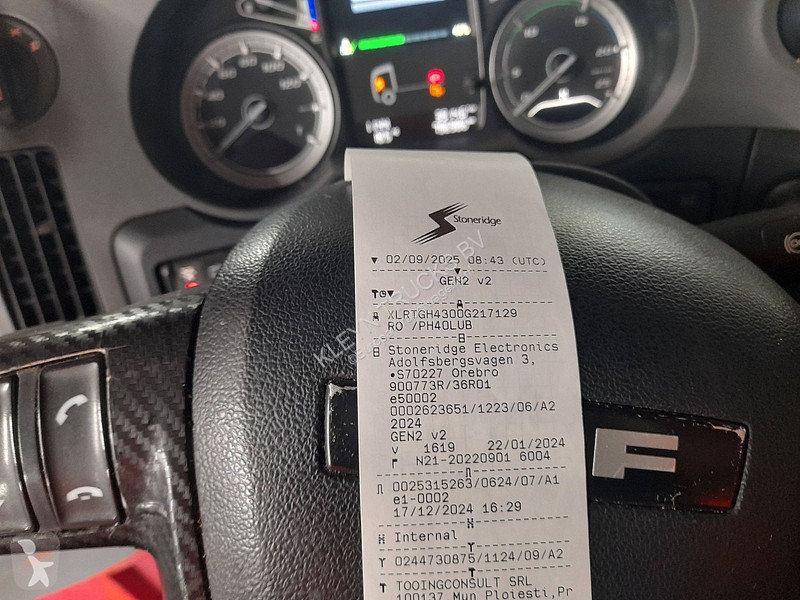 Stoneridge
▼ 02/09/2025 08:43 (UTC)
GEN2 v2
XLRTGH4300G217129
RO /PH40LUB
Stoneridge Electronics
Adolfsbergsvagen 3,
•S70227 Orebro
900773R/36R01
e50002
0002623651/1223/06/A2
2024
GEN2 v2
v 1619 22/01/2024
N21-20220901 6004
0025315263/0624/07/A1
e1-0002
17/12/2024 16:29
Internal
0244730875/1124/09/A2
TOOINGCONSULT SRL
100137 Mun Ploiesti,Pr
F